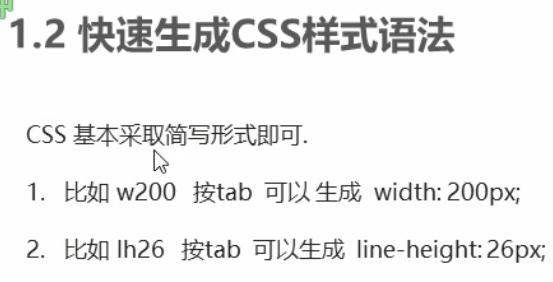 1.2 快速生成CSS样式语法
CSS 基本采取简写形式即可.
1. 比如 w200 按tab 可以 生成 width: 200px;
2. 比如 lh26 按tab 可以生成 line-height: 26px;